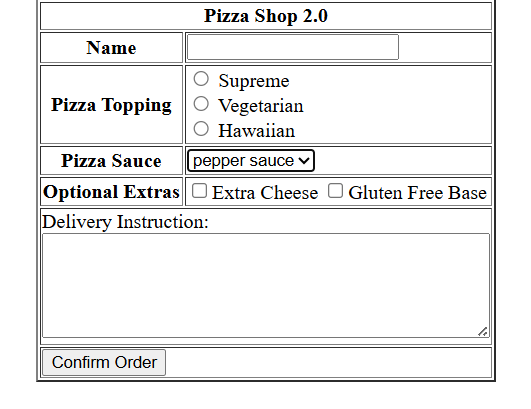 Pizza Shop 2.0
Name
Pizza Topping
Supreme
Vegetarian
Hawaiian
Pizza Sauce pepper sauce
Optional Extras Extra Cheese Gluten Free Base
Delivery Instruction:
Confirm Order